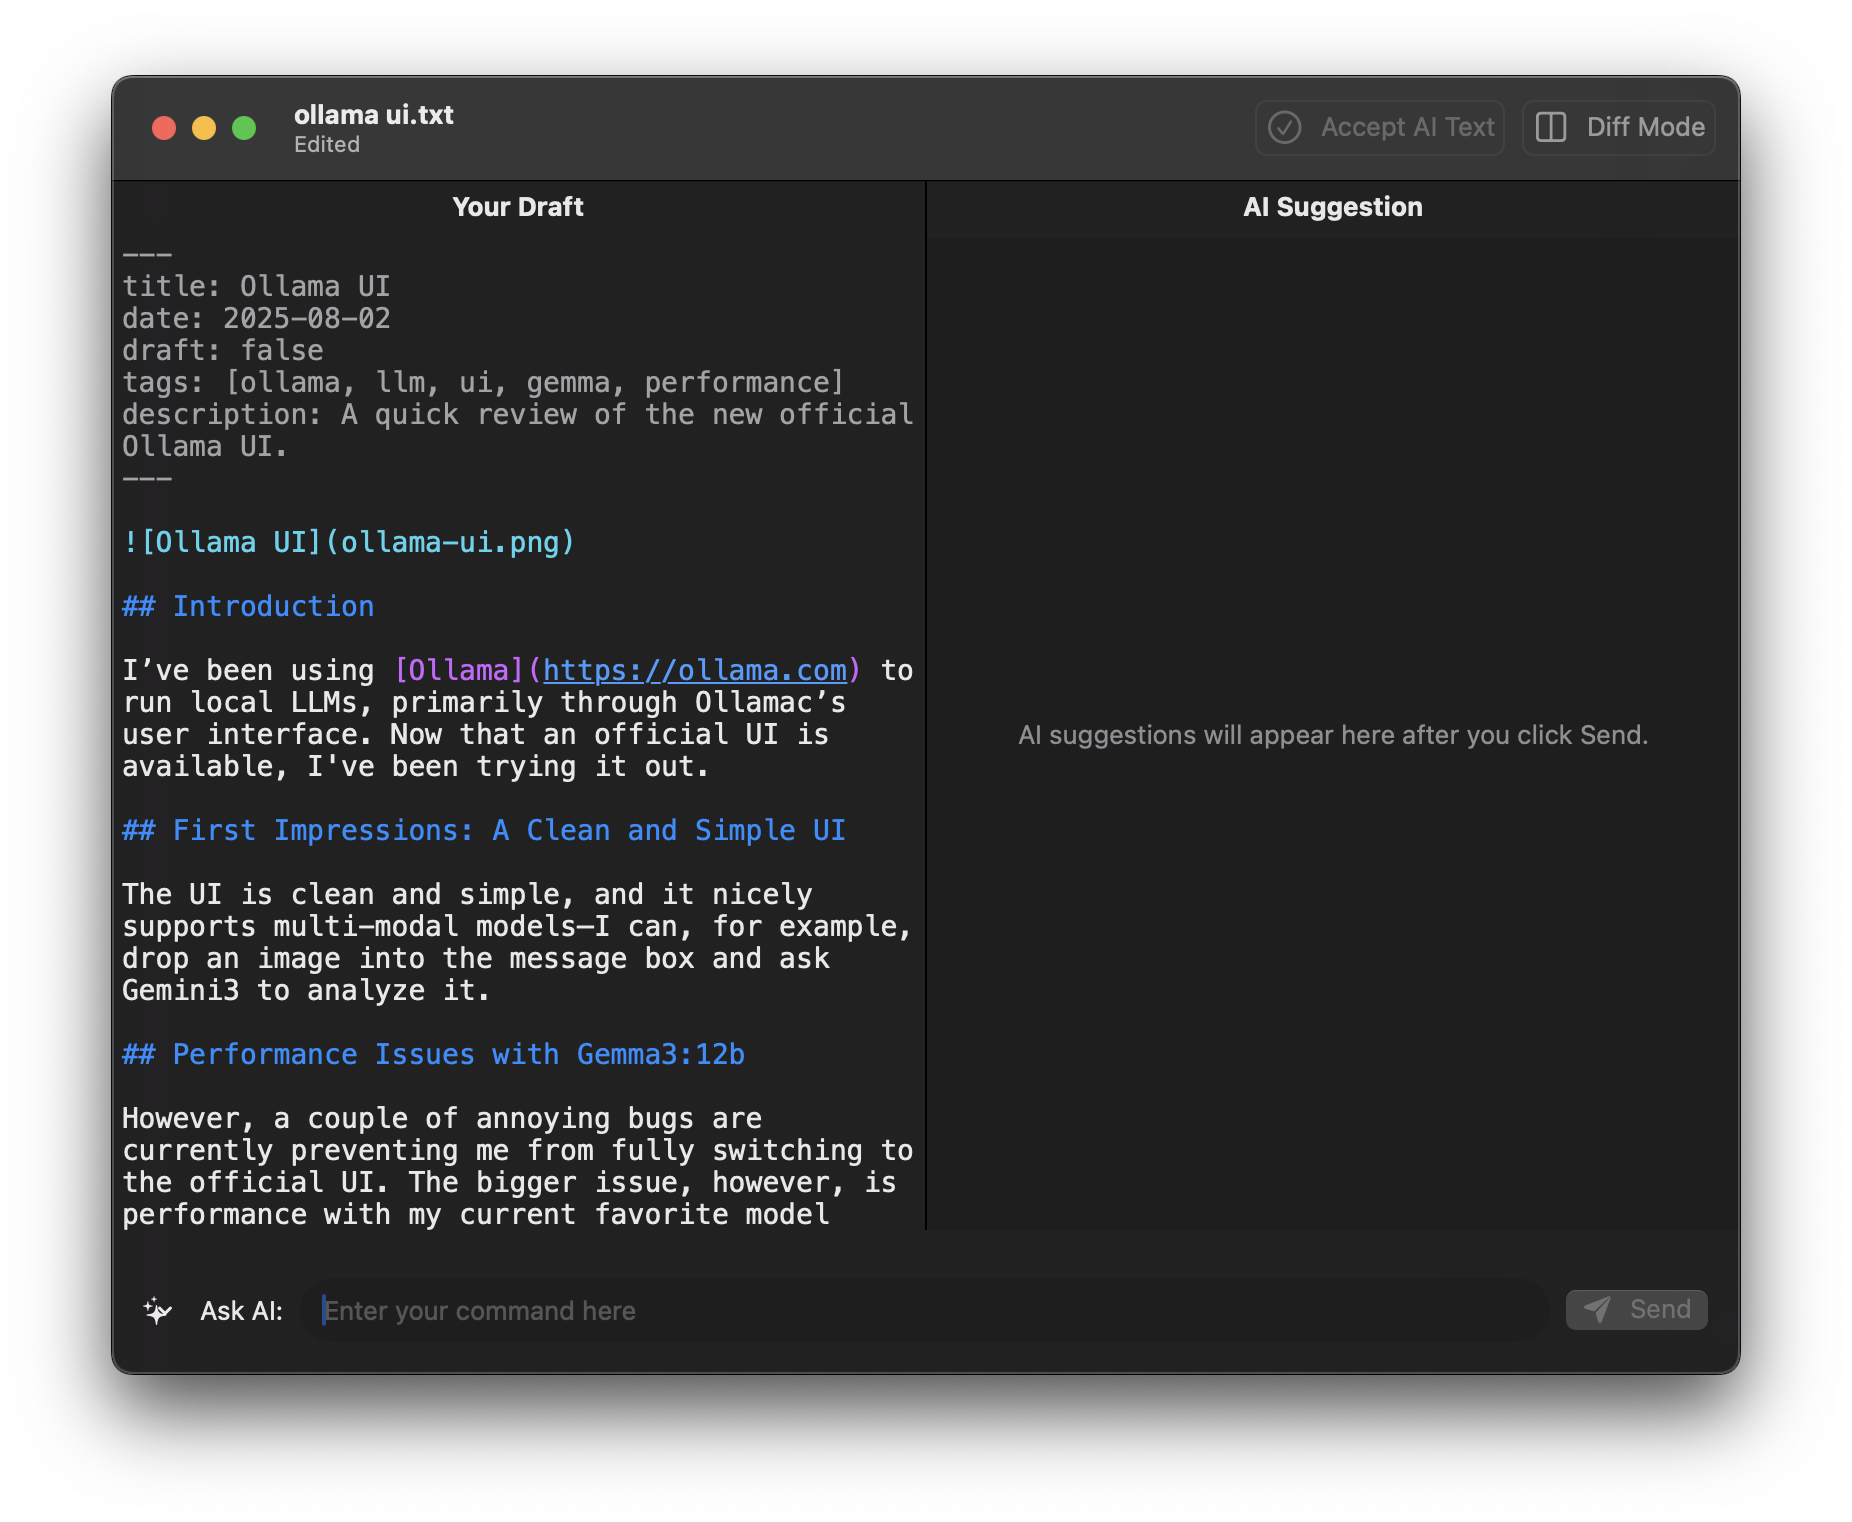 ollama ui.txt
Edited
Accept AI Text
Diff Mode
Your Draft
---
title: Ollama UI
date: 2025-08-02
draft: false
tags: [ollama, llm, ui, gemma, performance]
description: A quick review of the new official
Ollama UI.
---
![Ollama UI](ollama-ui.png)
## Introduction
I’ve been using [Ollama](https://ollama.com) to
run local LLMs, primarily through Ollamac’s
user interface. Now that an official UI is
available, I've been trying it out.
## First Impressions: A Clean and Simple UI
The UI is clean and simple, and it nicely
supports multi-modal models—I can, for example,
drop an image into the message box and ask
Gemini3 to analyze it.
## Performance Issues with Gemma3:12b
However, a couple of annoying bugs are
currently preventing me from fully switching to
the official UI. The bigger issue, however, is
performance with my current favorite model
AI Suggestion
AI suggestions will appear here after you click Send.
Ask AI:
Enter your command here
Send